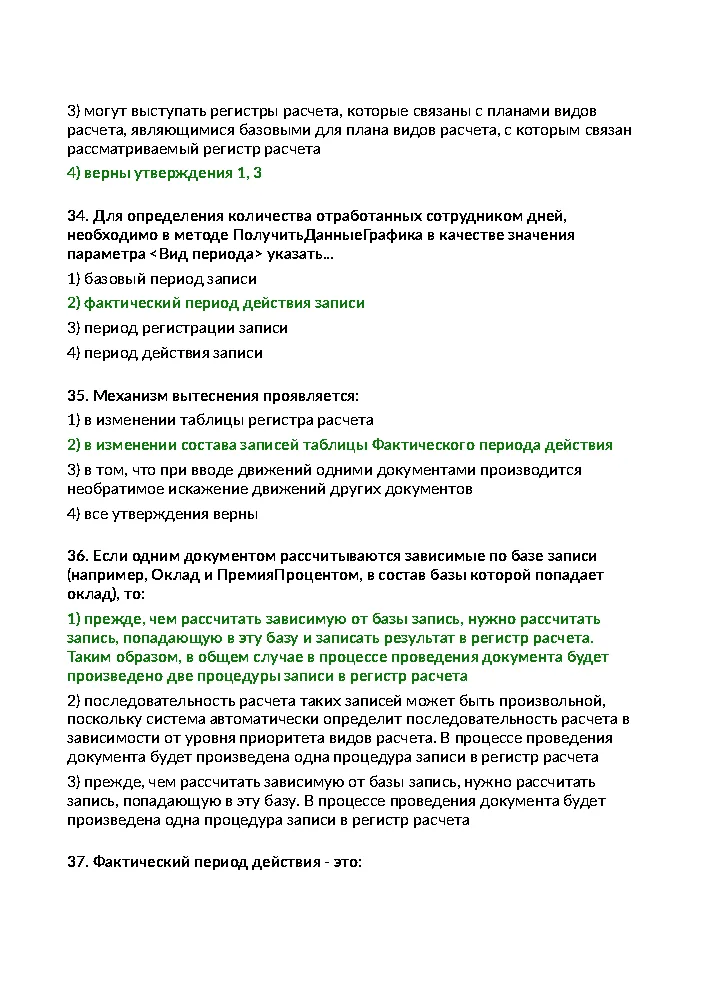 3) могут выступать регистры расчета, которые связаны с планами видов
расчета, являющимися базовыми для плана видов расчета, с которым связан
рассматриваемый регистр расчета
4) верны утверждения 1, 3
34. Для определения количества отработанных сотрудником дней,
необходимо в методе ПолучитьДанныеГрафика в качестве значения
параметра <Вид периода> указать...
1) базовый период записи
2) фактический период действия записи
3) период регистрации записи
4) период действия записи
35. Механизм вытеснения проявляется:
1) в изменении таблицы регистра расчета
2) в изменении состава записей таблицы Фактического периода действия
3) в том, что при вводе движений одними документами производится
необратимое искажение движений других документов
4) все утверждения верны
36. Если одним документом рассчитываются зависимые по базе записи
(например, Оклад и ПремияПроцентом, в состав базы которой попадает
оклад), то:
1) прежде, чем рассчитать зависимую от базы запись, нужно рассчитать
запись, попадающую в эту базу и записать результат в регистр расчета.
Таким образом, в общем случае в процессе проведения документа будет
произведено две процедуры записи в регистр расчета
2) последовательность расчета таких записей может быть произвольной,
поскольку система автоматически определит последовательность расчета в
зависимости от уровня приоритета видов расчета. В процессе проведения
документа будет произведена одна процедура записи в регистр расчета
3) прежде, чем рассчитать зависимую от базы запись, нужно рассчитать
запись, попадающую в эту базу. В процессе проведения документа будет
произведена одна процедура записи в регистр расчета
37. Фактический период действия - это: